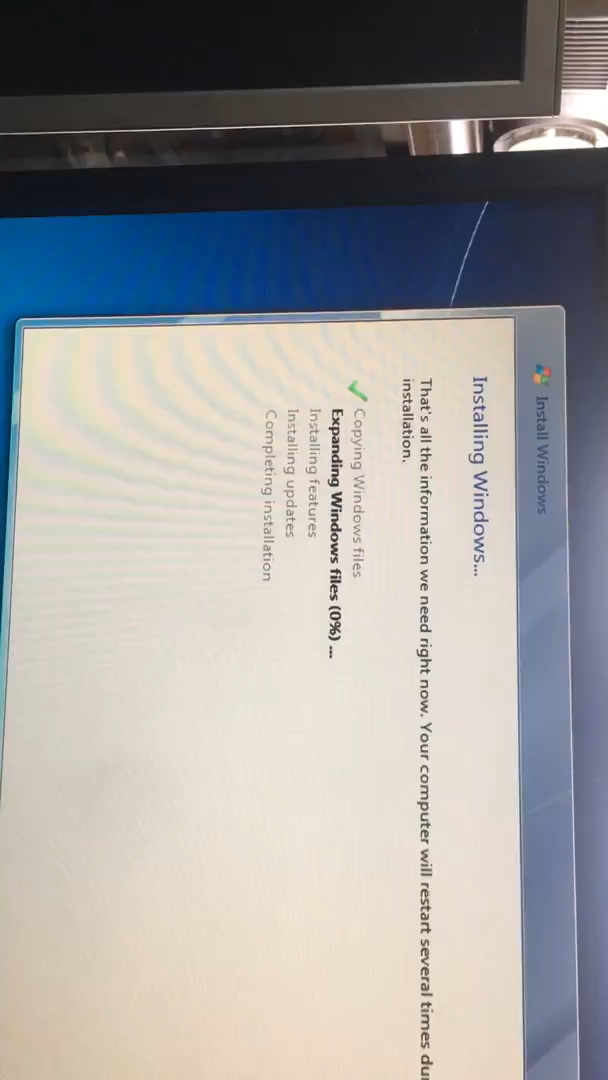 Install Windows
Installing Windows...
That's all the information we need right now. Your computer will restart several times
installation.
Copying Windows files
Expanding Windows files (0%) ...
Installing features
Installing updates
Completing installation